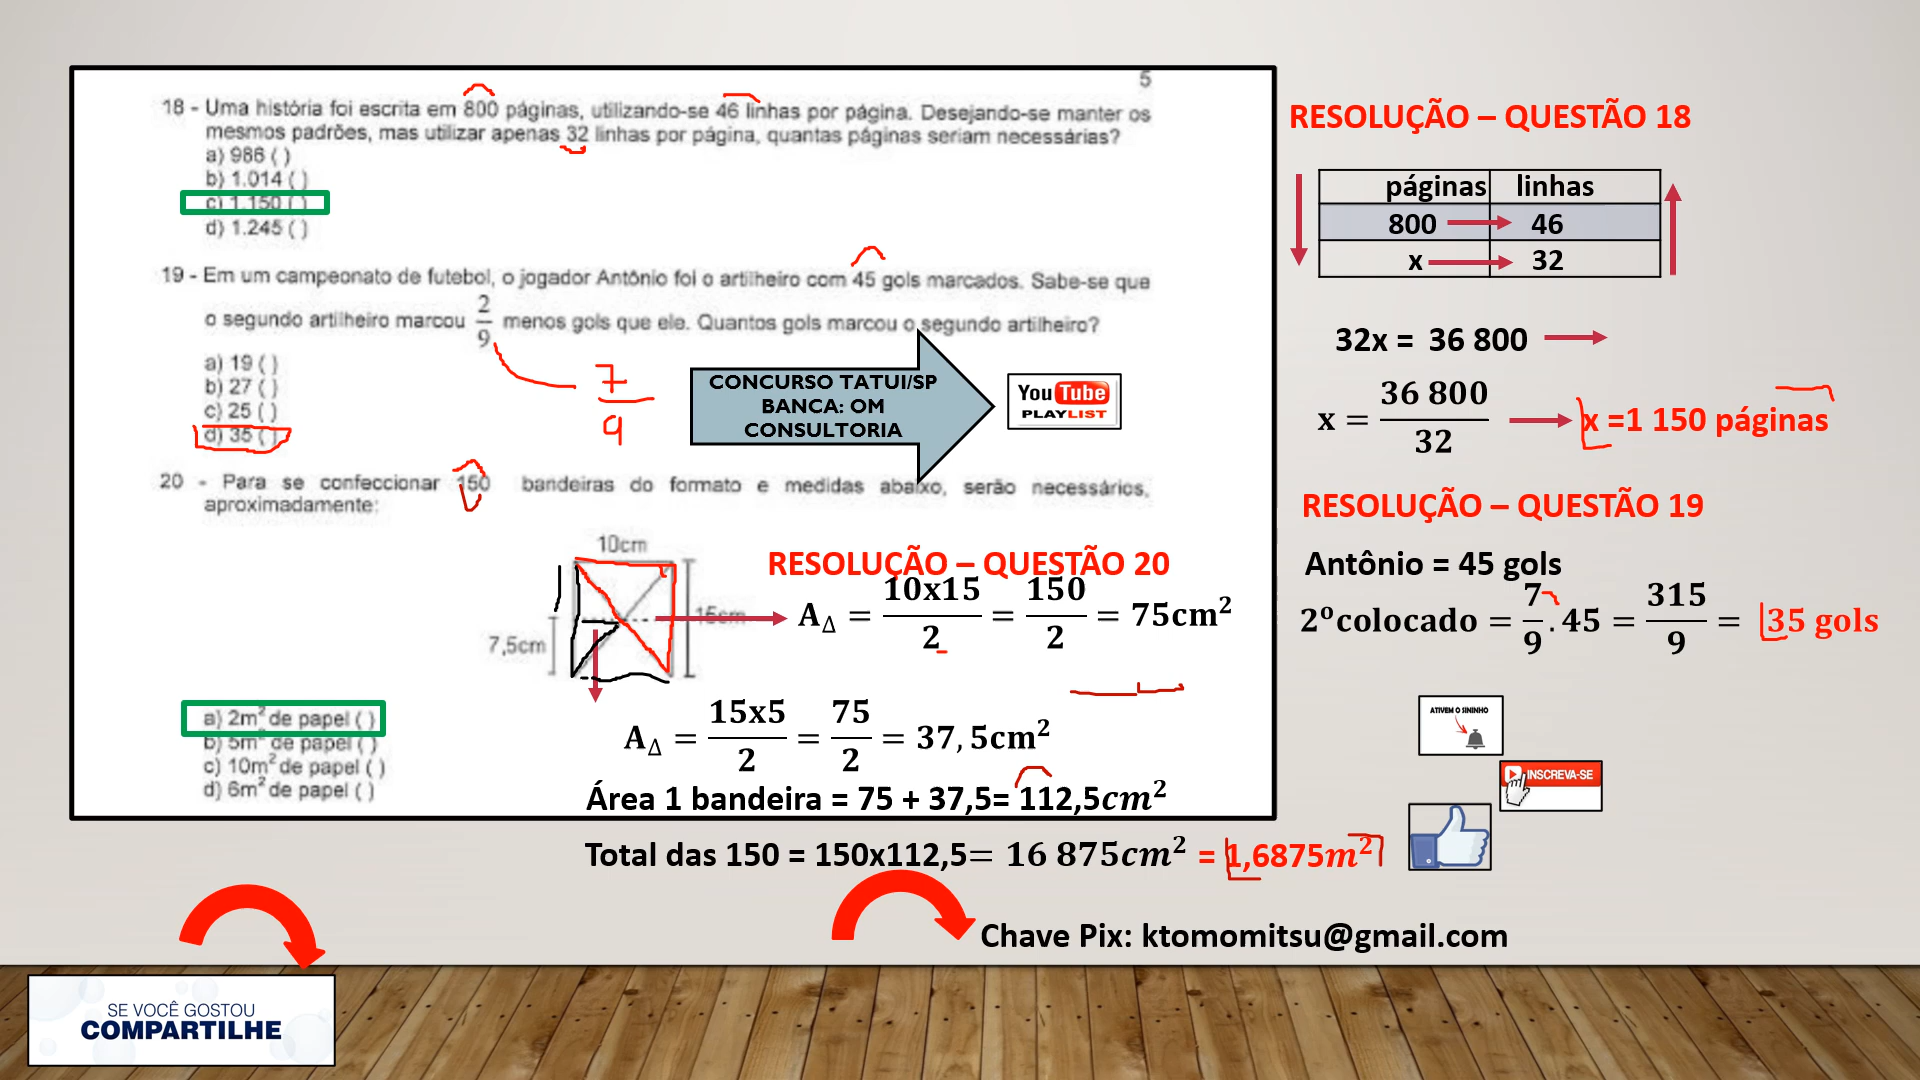 5
18 - Uma história foi escrita em 800 páginas, utilizando-se 46 linhas por página. Desejando-se manter os
mesmos padrões, mas utilizar apenas 32 linhas por página, quantas páginas seriam necessárias?
a) 986 ( )
b) 1.014 ( )
c) 1.150 ( )
d) 1.245 ( )
19 - Em um campeonato de futebol, o jogador Antônio foi o artilheiro com 45 gols marcados. Sabe-se que
o segundo artilheiro marcou 2/9 menos gols que ele. Quantos gols marcou o segundo artilheiro?
a) 19 ( )
b) 27 ( )
c) 25 ( )
d) 35 ( )
7/9
CONCURSO TATUI/SP
BANCA: OM
CONSULTORIA
YouTube
PLAYLIST
20 - Para se confeccionar 150 bandeiras do formato e medidas abaixo, serão necessários,
aproximadamente:
10cm
15cm
7,5cm
a) 2m² de papel ( )
b) 5m² de papel ( )
c) 10m² de papel ( )
d) 6m² de papel ( )
RESOLUÇÃO – QUESTÃO 20
A∆ = 10x15/2 = 150/2 = 75cm²
A∆ = 15x5/2 = 75/2 = 37,5cm²
Área 1 bandeira = 75 + 37,5= 112,5cm²
Total das 150 = 150x112,5= 16 875cm² = 1,6875m²
RESOLUÇÃO – QUESTÃO 18
páginas linhas
800 46
x 32
32x = 36 800
x = 36 800/32 x =1 150 páginas
RESOLUÇÃO – QUESTÃO 19
Antônio = 45 gols
2ºcolocado = 7/9 . 45 = 315/9 = 35 gols
ATIVEM O SININHO
INSCREVA-SE
Chave Pix: ktomomitsu@gmail.com
SE VOCÊ GOSTOU
COMPARTILHE